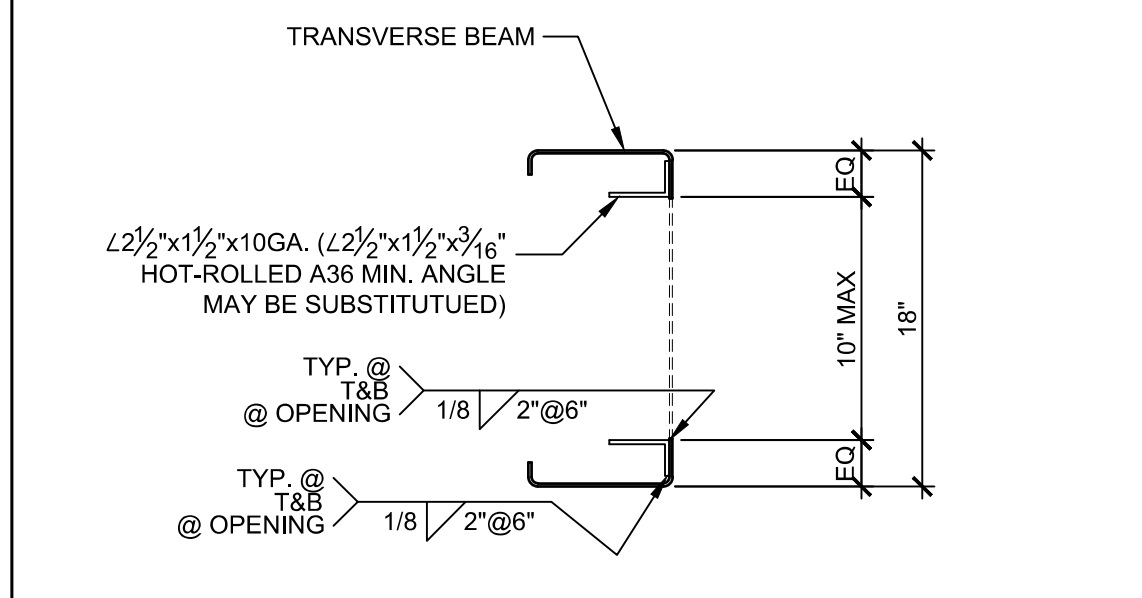 TRANSVERSE BEAM
EQ
∠2½"x1½"x10GA. (∠2½"x1½"x3⁄16"
HOT-ROLLED A36 MIN. ANGLE
MAY BE SUBSTITUTUED)
10" MAX
18"
TYP. @
T&B
@ OPENING
1/8
2"@6"
EQ
TYP. @
T&B
@ OPENING
1/8
2"@6"